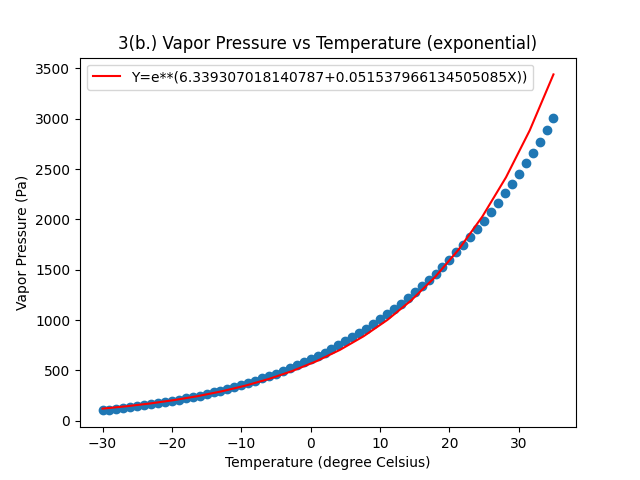 3(b.) Vapor Pressure vs Temperature (exponential)
Y=e**(6.339307018140787+0.051537966134505085X))
3500
3000
2500
2000
1500
1000
500
0
Vapor Pressure (Pa)
−30 −20 −10 0 10 20 30
Temperature (degree Celsius)